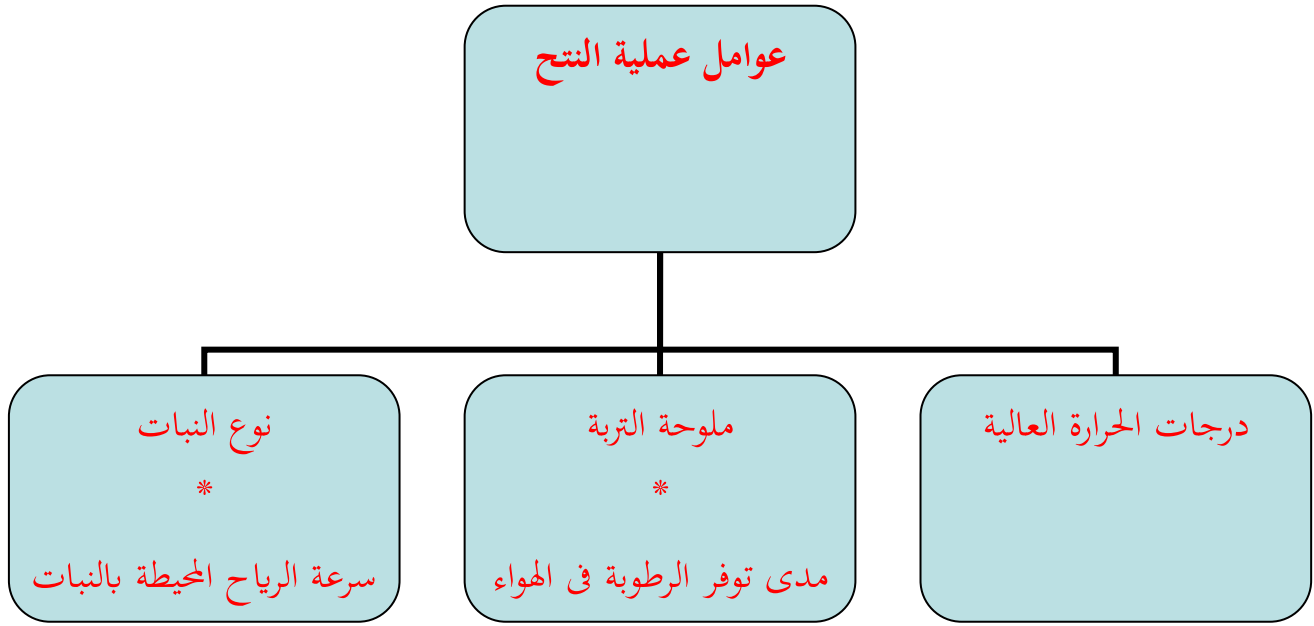 عوامل عملية النتح
درجات الحرارة العالية
ملوحة التربة
*
مدى توفر الرطوبة فى الهواء
نوع النبات
*
سرعة الرياح المحيطة بالنبات